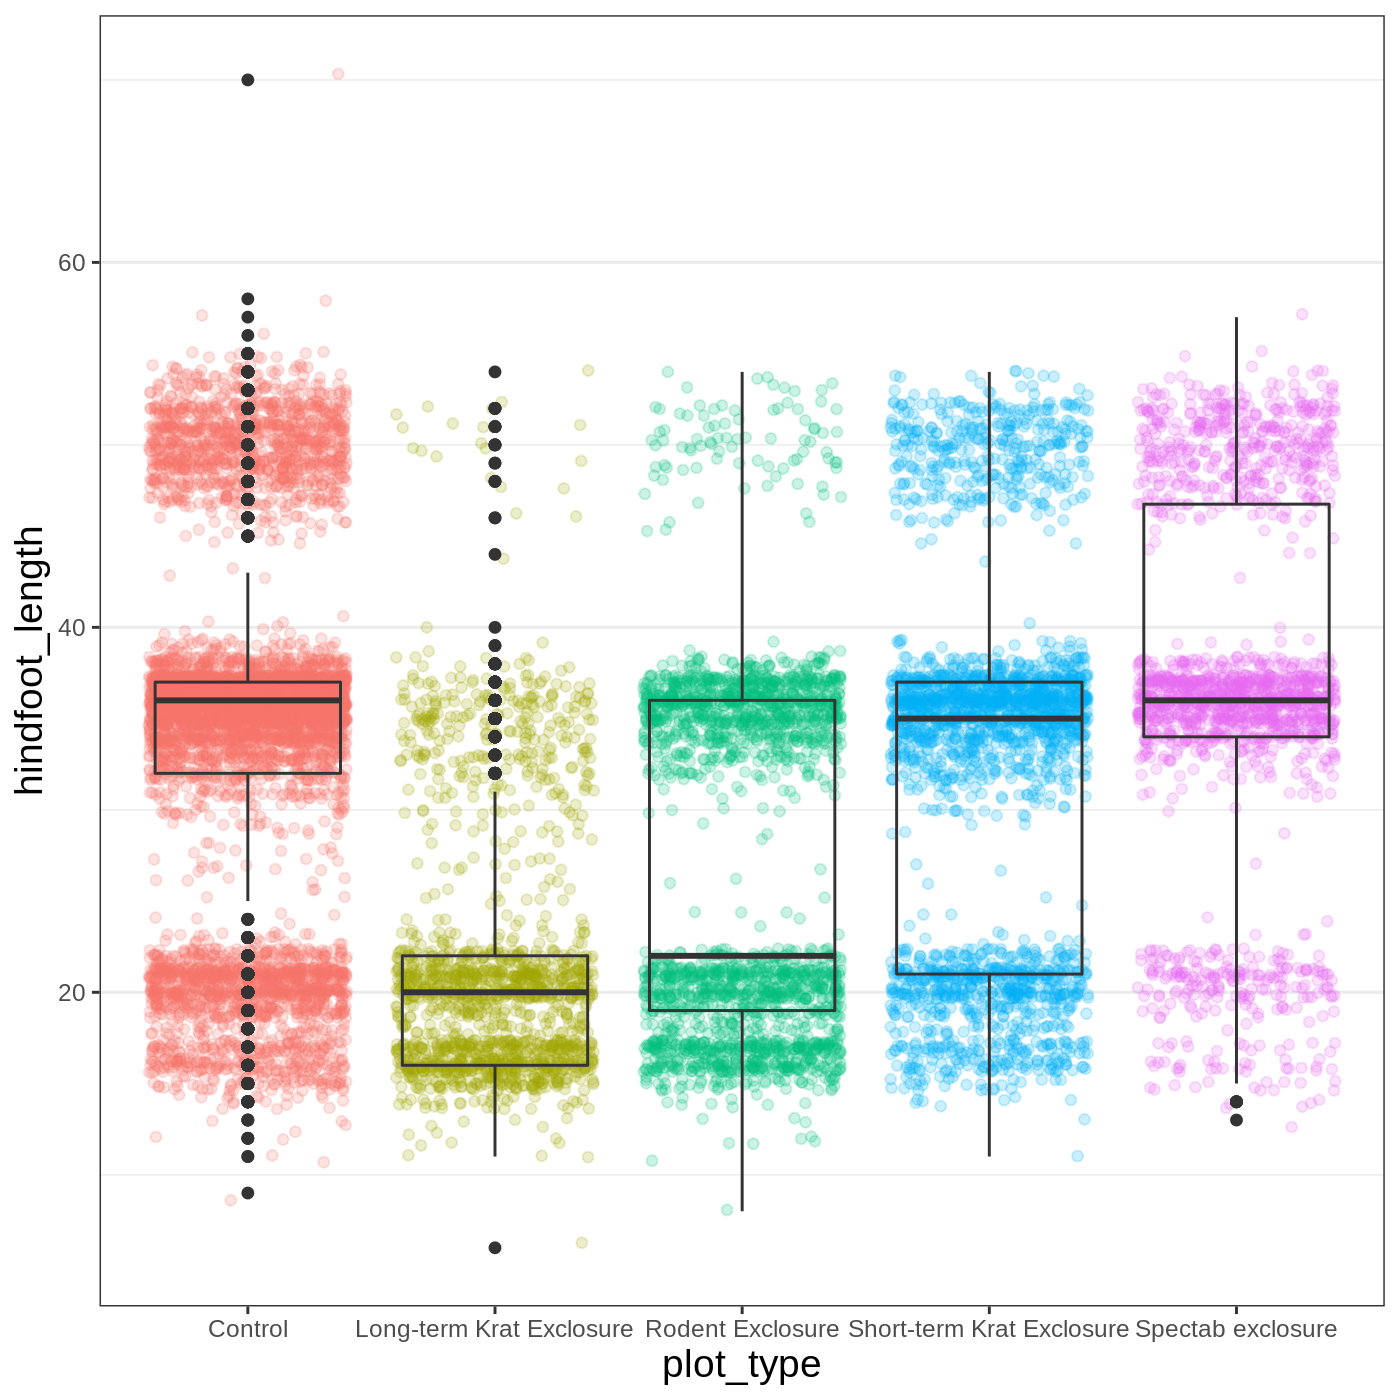 hindfoot_length
60
40
20
Control
Long-term Krat Exclosure
Rodent Exclosure
Short-term Krat Exclosure
Spectab exclosure
plot_type